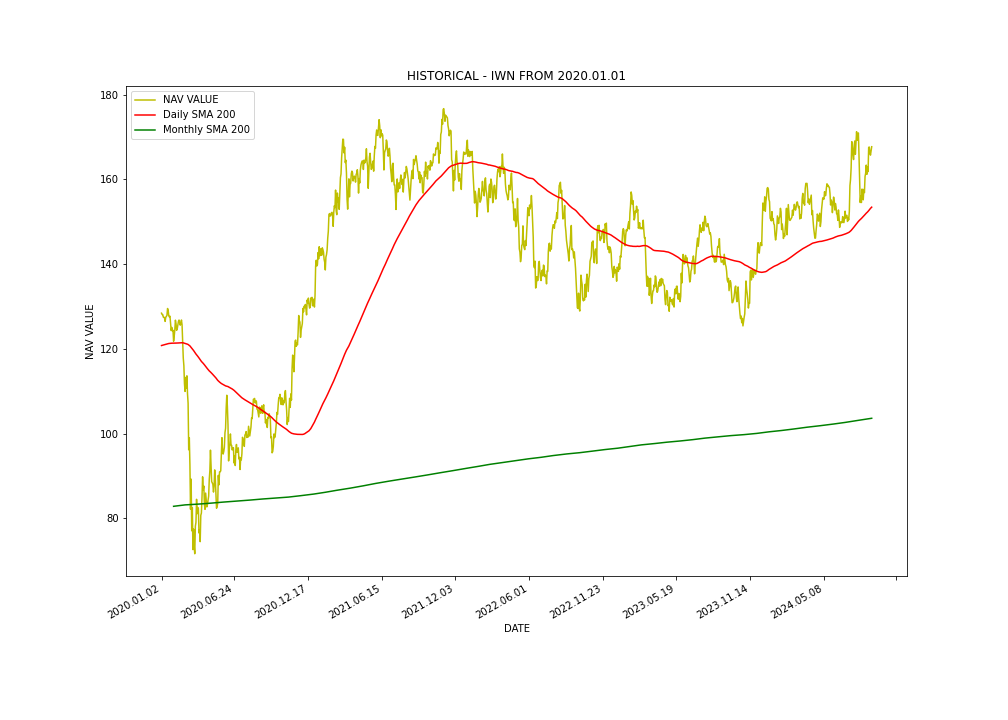 HISTORICAL - IWN FROM 2020.01.01
NAV VALUE
Daily SMA 200
Monthly SMA 200
NAV VALUE
180
160
140
120
100
80
2020.01.02
2020.06.24
2020.12.17
2021.06.15
2021.12.03
2022.06.01
2022.11.23
2023.05.19
2023.11.14
2024.05.08
DATE